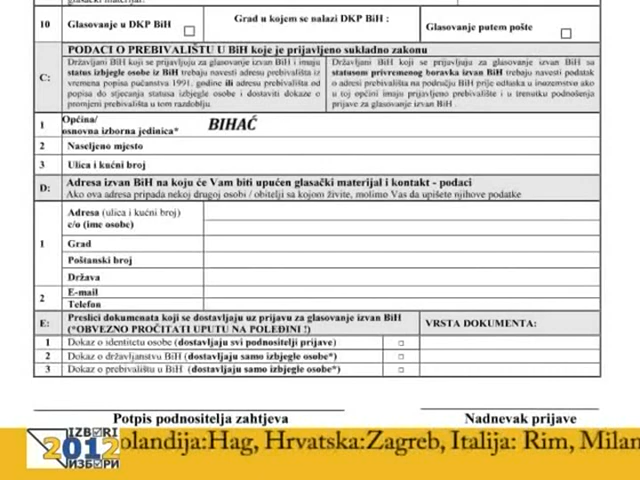 10 Glasovanje u DKP BiH Grad u kojem se nalazi DKP BiH : Glasovanje putem pošte
PODACI O PREBIVALIŠTU U BiH koje je prijavljeno sukladno zakonu
C:
Državljani BiH koji se prijavljuju za glasovanje izvan BiH i imaju
status izbjegle osobe iz BiH trebaju navesti adresu prebivališta iz
vremena popisa pučanstva 1991. godine ili adresu prebivališta od
popisa do stjecanja statusa izbjegle osobe i dostaviti dokaze o
promjeni prebivališta u tom razdoblju.
Državljani BiH koji se prijavljuju za glasovanje izvan BiH sa
statusom privremenog boravka izvan BiH trebaju navesti podatak
o adresi prebivališta na području BiH prije odlaska u inozemstvo ako
u toj općini imaju prijavljeno prebivalište i u trenutku podnošenja
prijave za glasovanje izvan BiH .
1 Općina/
osnovna izborna jedinica* BIHAĆ
2 Naseljeno mjesto
3 Ulica i kućni broj
D: Adresa izvan BiH na koju će Vam biti upućen glasački materijal i kontakt - podaci
Ako ova adresa pripada nekoj drugoj osobi / obitelji sa kojom živite, molimo Vas da upišete njihove podatke
1
Adresa (ulica i kućni broj)
c/o (ime osobe)
Grad
Poštanski broj
Država
2
E-mail
Telefon
E: Preslici dokumenata koji se dostavljaju uz prijavu za glasovanje izvan BiH
(*OBVEZNO PROČITATI UPUTU NA POLEĐINI !) VRSTA DOKUMENTA:
1 Dokaz o identitetu osobe (dostavljaju svi podnositelji prijave)
2 Dokaz o državljanstvu BiH (dostavljaju samo izbjegle osobe*)
3 Dokaz o prebivalištu u BiH (dostavljaju samo izbjegle osobe*)
Potpis podnositelja zahtjeva Nadnevak prijave
IZBORI
2012
ИЗБОРИ
olandija:Hag, Hrvatska:Zagreb, Italija: Rim, Milan